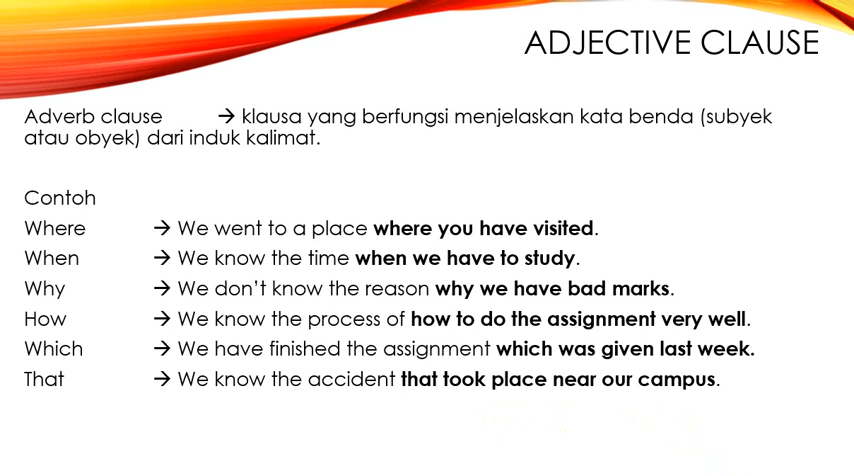 ADJECTIVE CLAUSE
Adverb clause → klausa yang berfungsi menjelaskan kata benda (subyek
atau obyek) dari induk kalimat.
Contoh
Where → We went to a place where you have visited.
When → We know the time when we have to study.
Why → We don’t know the reason why we have bad marks.
How → We know the process of how to do the assignment very well.
Which → We have finished the assignment which was given last week.
That → We know the accident that took place near our campus.